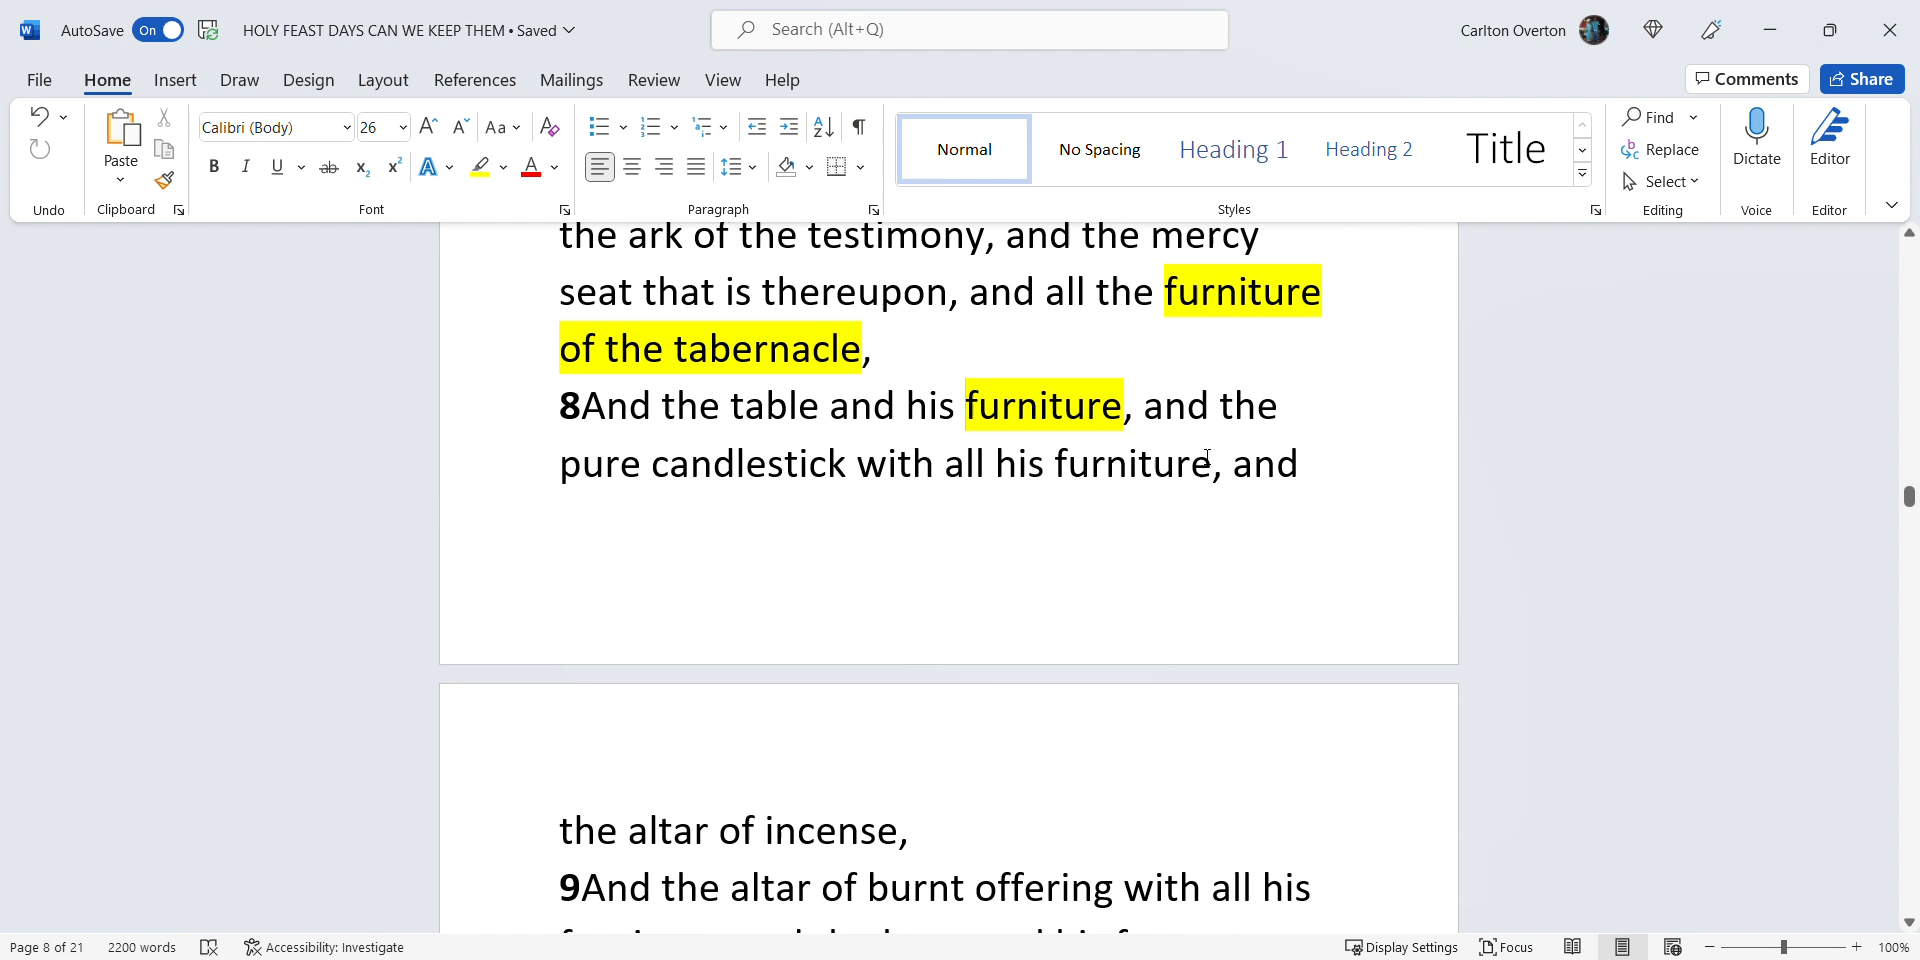 AutoSave On HOLY FEAST DAYS CAN WE KEEP THEM • Saved Search (Alt+Q) Carlton Overton
File Home Insert Draw Design Layout References Mailings Review View Help Comments Share
Calibri (Body) 26 Aa Find
Paste Normal No Spacing Heading 1 Heading 2 Title Replace Dictate Editor
B I U ab x2 x2 A A Select
Undo Clipboard Font Paragraph Styles Editing Voice Editor
the ark of the testimony, and the mercy
seat that is thereupon, and all the furniture
of the tabernacle,
8And the table and his furniture, and the
pure candlestick with all his furniture, and
the altar of incense,
9And the altar of burnt offering with all his
Page 8 of 21 2200 words Accessibility: Investigate Display Settings Focus 100%